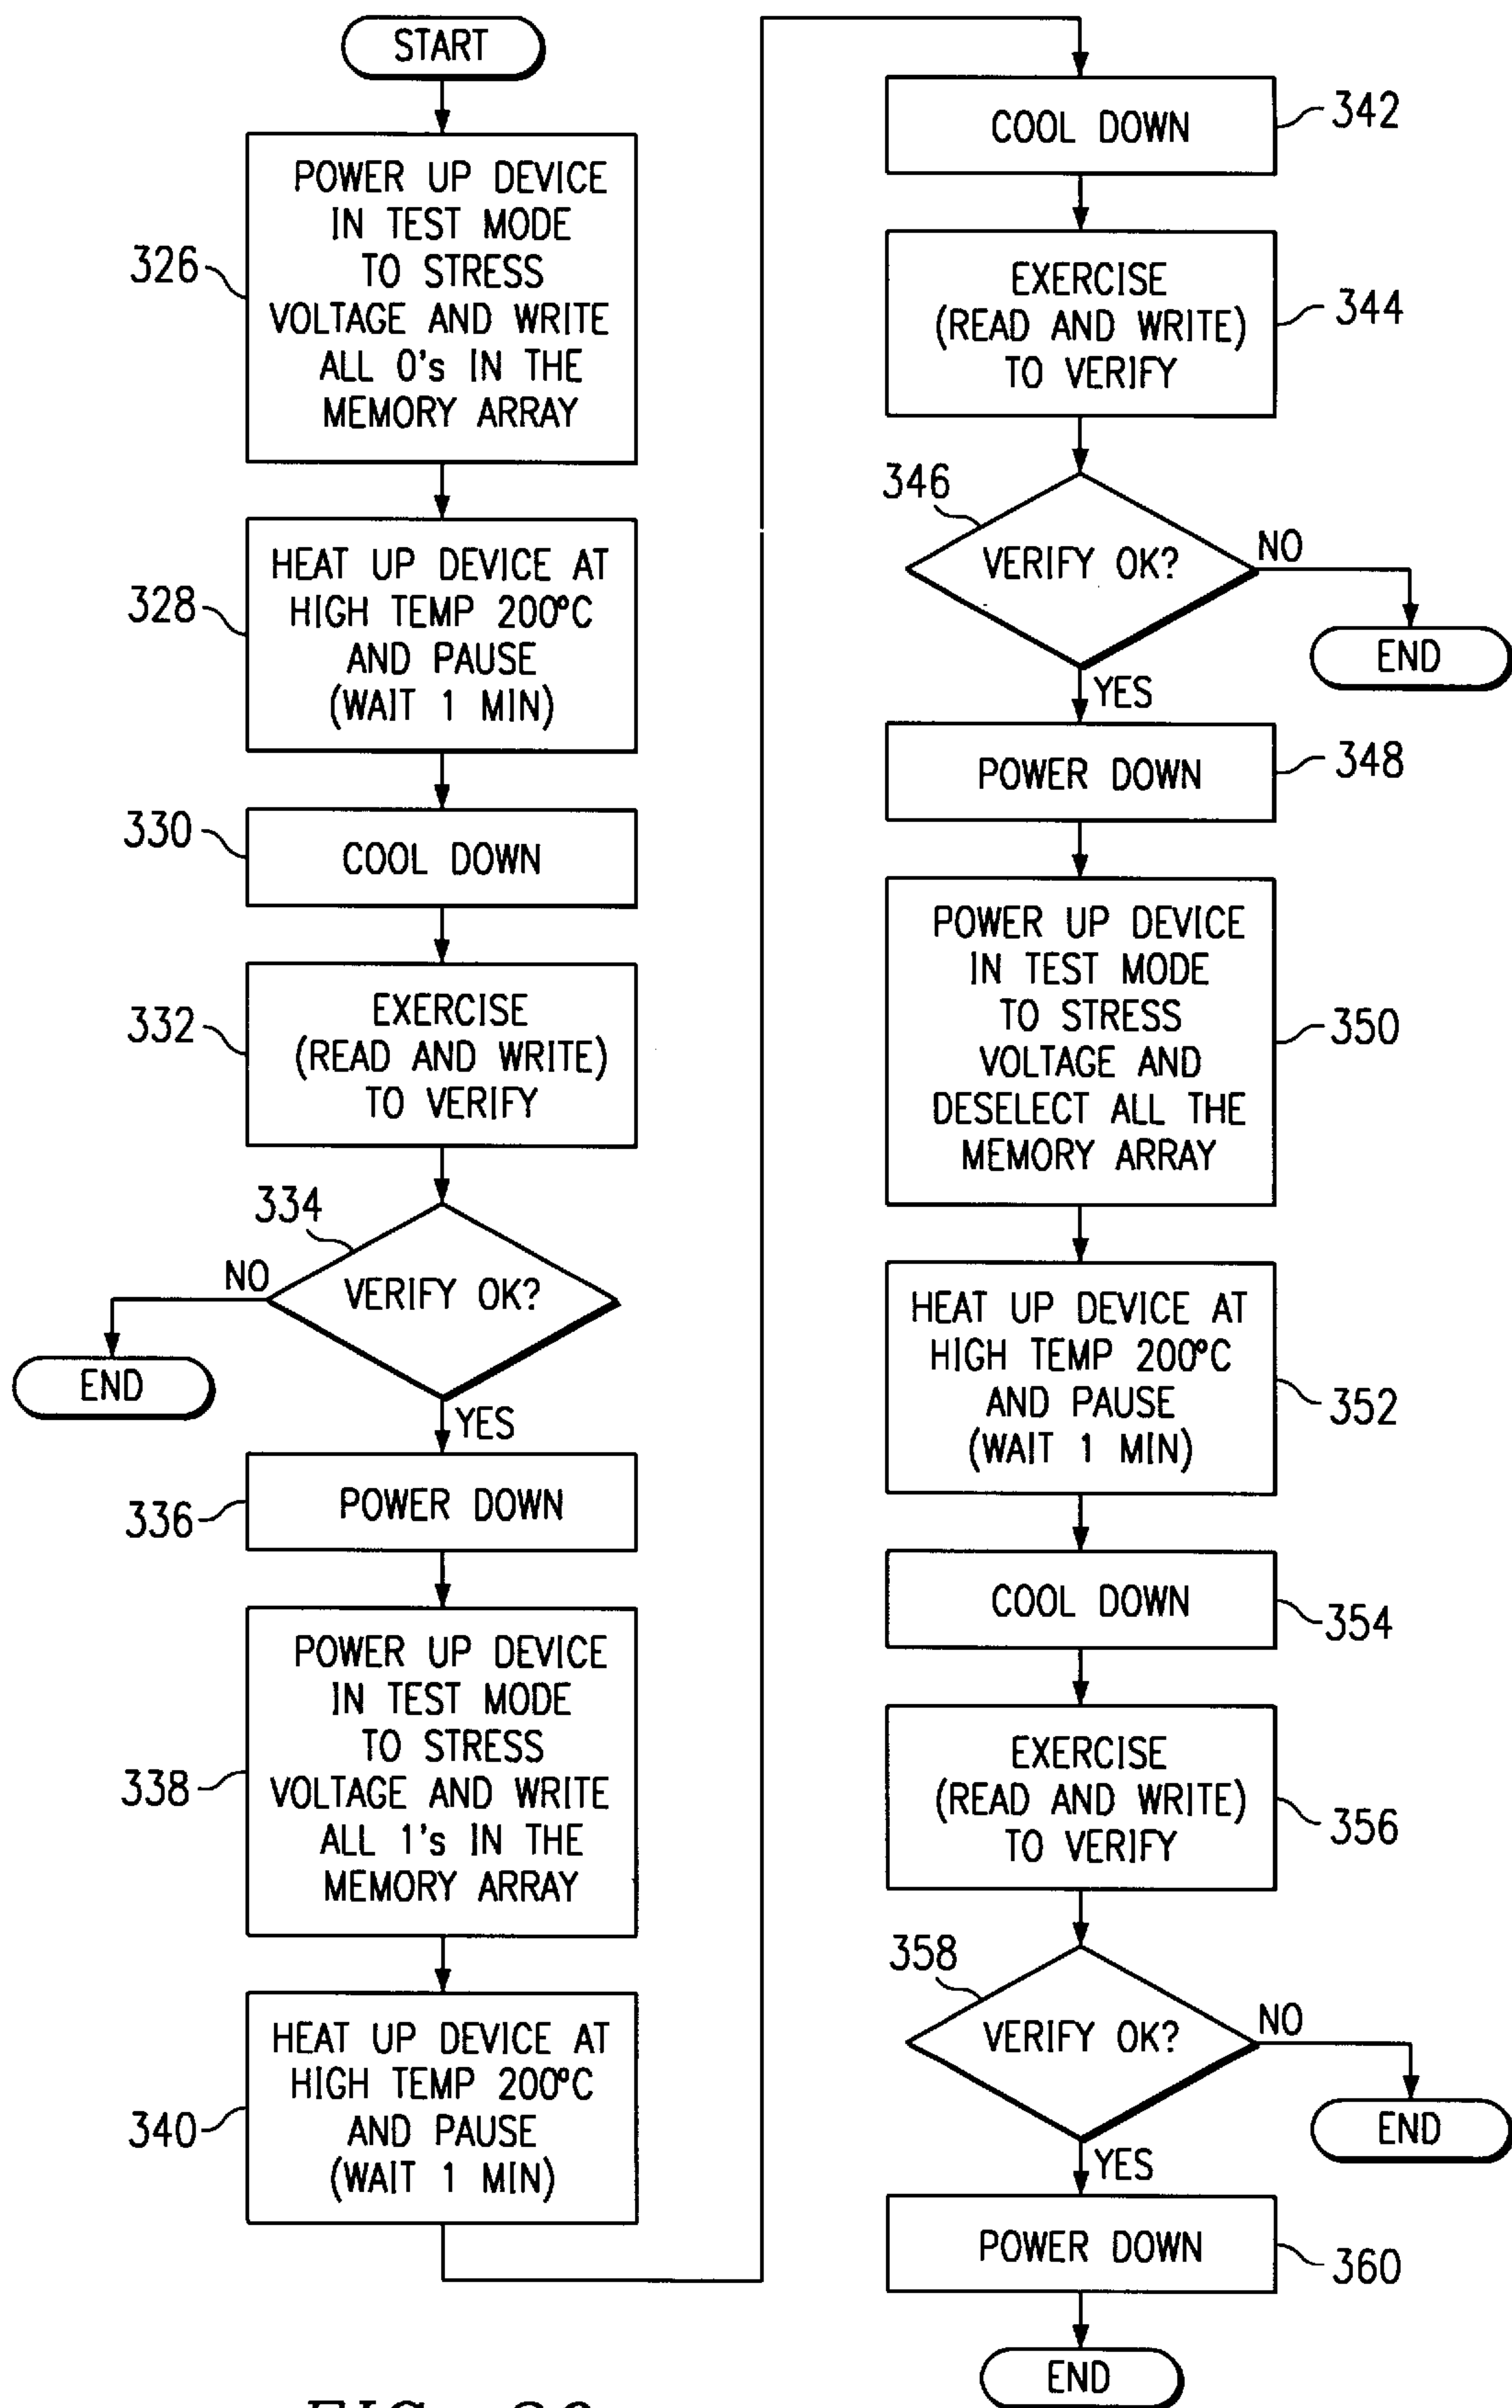 START
326
POWER UP DEVICE
IN TEST MODE
TO STRESS
VOLTAGE AND WRITE
ALL 0's IN THE
MEMORY ARRAY
328
HEAT UP DEVICE AT
HIGH TEMP 200°C
AND PAUSE
(WAIT 1 MIN)
330
COOL DOWN
332
EXERCISE
(READ AND WRITE)
TO VERIFY
334
VERIFY OK?
NO
END
YES
336
POWER DOWN
338
POWER UP DEVICE
IN TEST MODE
TO STRESS
VOLTAGE AND WRITE
ALL 1's IN THE
MEMORY ARRAY
340
HEAT UP DEVICE AT
HIGH TEMP 200°C
AND PAUSE
(WAIT 1 MIN)
COOL DOWN
342
EXERCISE
(READ AND WRITE)
TO VERIFY
344
346
VERIFY OK?
NO
END
YES
POWER DOWN
348
POWER UP DEVICE
IN TEST MODE
TO STRESS
VOLTAGE AND
DESELECT ALL THE
MEMORY ARRAY
350
HEAT UP DEVICE AT
HIGH TEMP 200°C
AND PAUSE
(WAIT 1 MIN)
352
COOL DOWN
354
EXERCISE
(READ AND WRITE)
TO VERIFY
356
358
VERIFY OK?
NO
END
YES
POWER DOWN
360
END